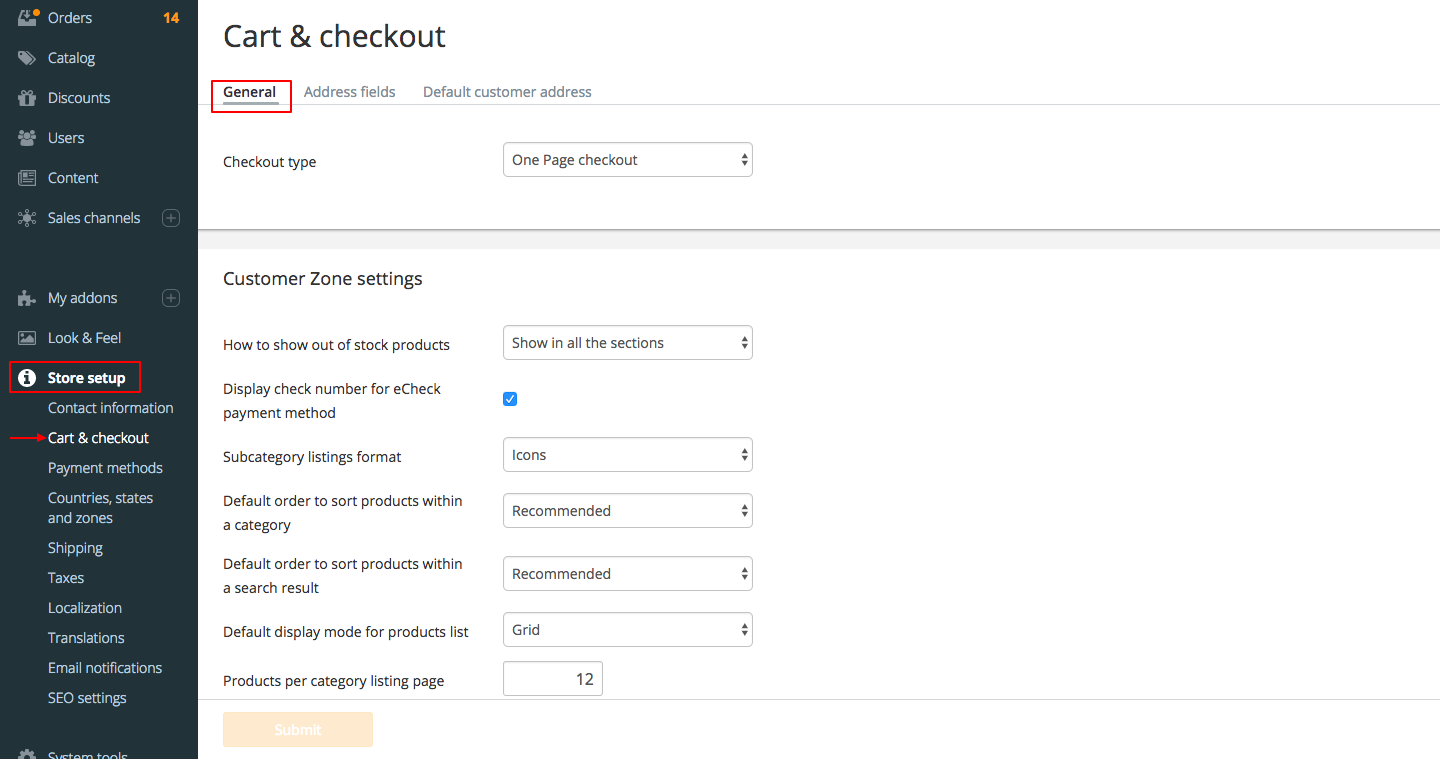 Orders 14
Catalog
Discounts
Users
Content
Sales channels
My addons
Look & Feel
Store setup
Contact information
Cart & checkout
Payment methods
Countries, states
and zones
Shipping
Taxes
Localization
Translations
Email notifications
SEO settings
System tools
Cart & checkout
General Address fields Default customer address
Checkout type One Page checkout
Customer Zone settings
How to show out of stock products Show in all the sections
Display check number for eCheck
payment method
Subcategory listings format Icons
Default order to sort products within
a category
Recommended
Default order to sort products within
a search result
Recommended
Default display mode for products list Grid
Products per category listing page 12
Submit